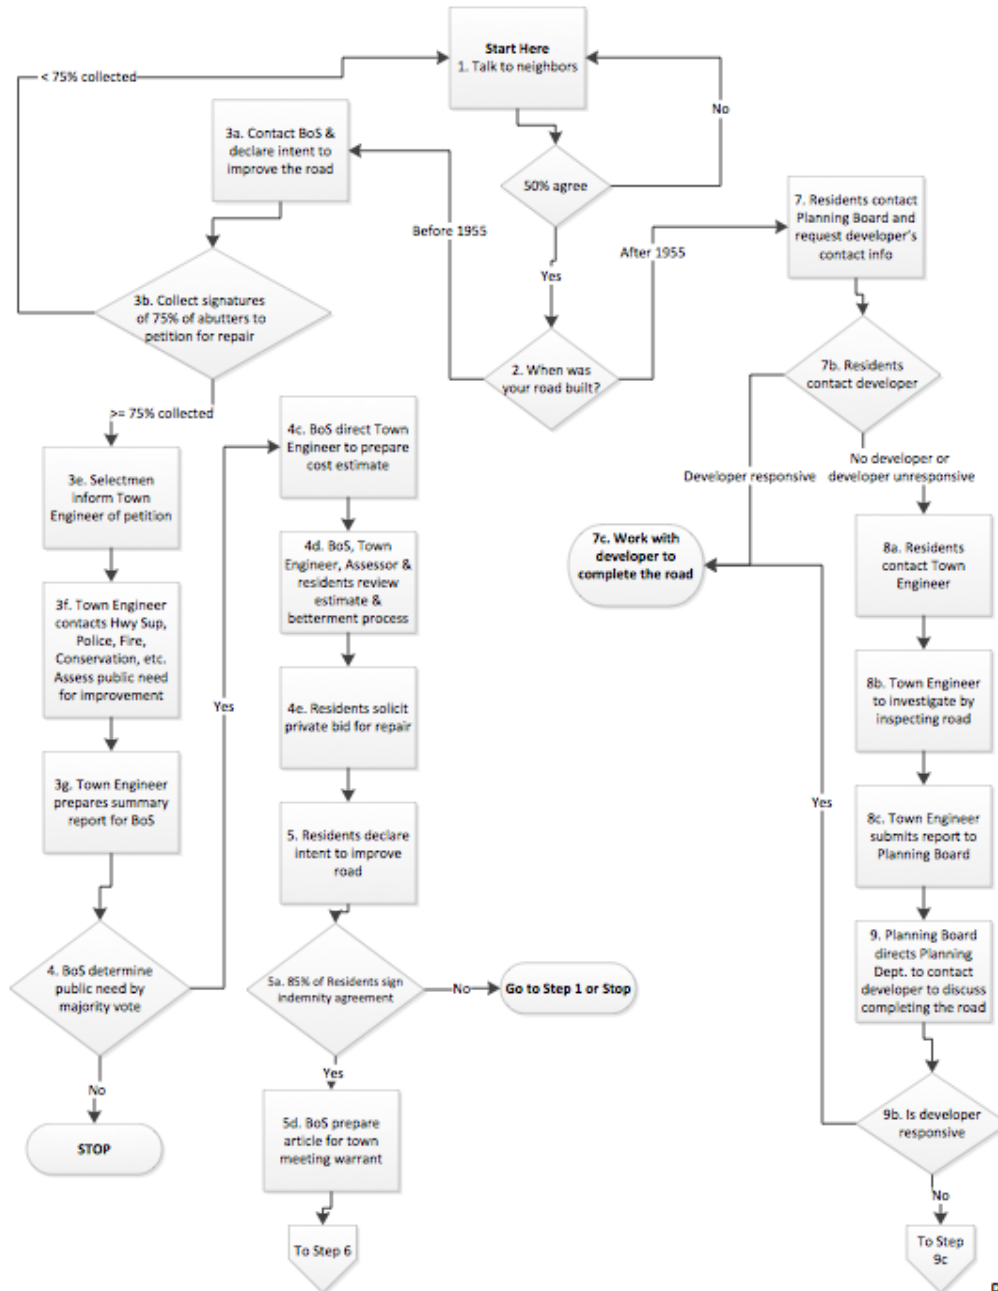 Start Here
1. Talk to neighbors
< 75% collected
No
3a. Contact BoS &
declare intent to
improve the road
50% agree
7. Residents contact
Planning Board and
request developer's
contact info
Before 1955
After 1955
Yes
3b. Collect signatures
of 75% of abutters to
petition for repair
2. When was
your road built?
7b. Residents
contact developer
>= 75% collected
4c. BoS direct Town
Engineer to prepare
cost estimate
3e. Selectmen
inform Town
Engineer of petition
Developer responsive
No developer or
developer unresponsive
7c. Work with
developer to
complete the road
8a. Residents
contact Town
Engineer
4d. BoS, Town
Engineer, Assessor &
residents review
estimate &
betterment process
3f. Town Engineer
contacts Hwy Sup,
Police, Fire,
Conservation, etc.
Assess public need
for improvement
Yes
4e. Residents solicit
private bid for repair
8b. Town Engineer
to investigate by
inspecting road
3g. Town Engineer
prepares summary
report for BoS
5. Residents declare
intent to improve
road
Yes
8c. Town Engineer
submits report to
Planning Board
4. BoS determine
public need by
majority vote
5a. 85% of Residents sign
indemnity agreement
No
Go to Step 1 or Stop
9. Planning Board
directs Planning
Dept. to contact
developer to discuss
completing the road
No
Yes
STOP
5d. BoS prepare
article for town
meeting warrant
9b. Is developer
responsive
No
To Step 6
To Step
9c